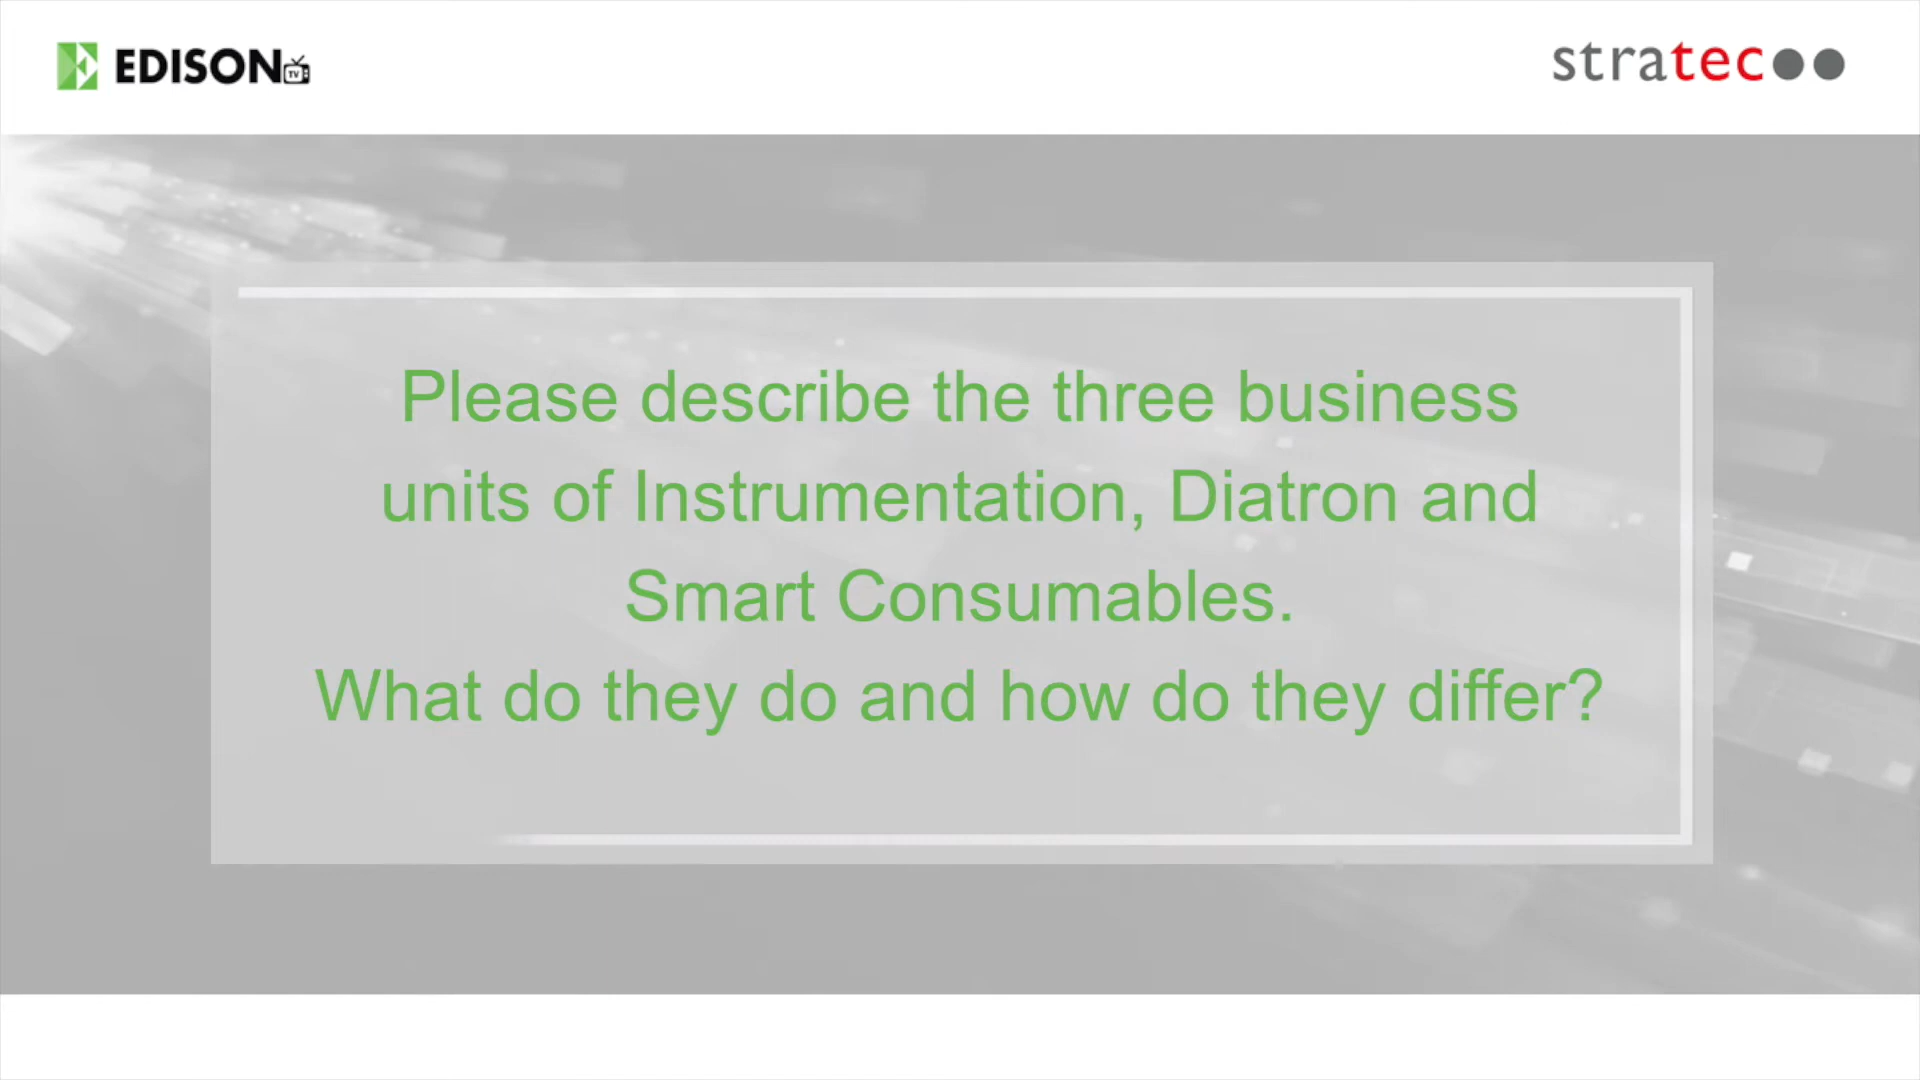 EDISON TV
stratec
Please describe the three business
units of Instrumentation, Diatron and
Smart Consumables.
What do they do and how do they differ?